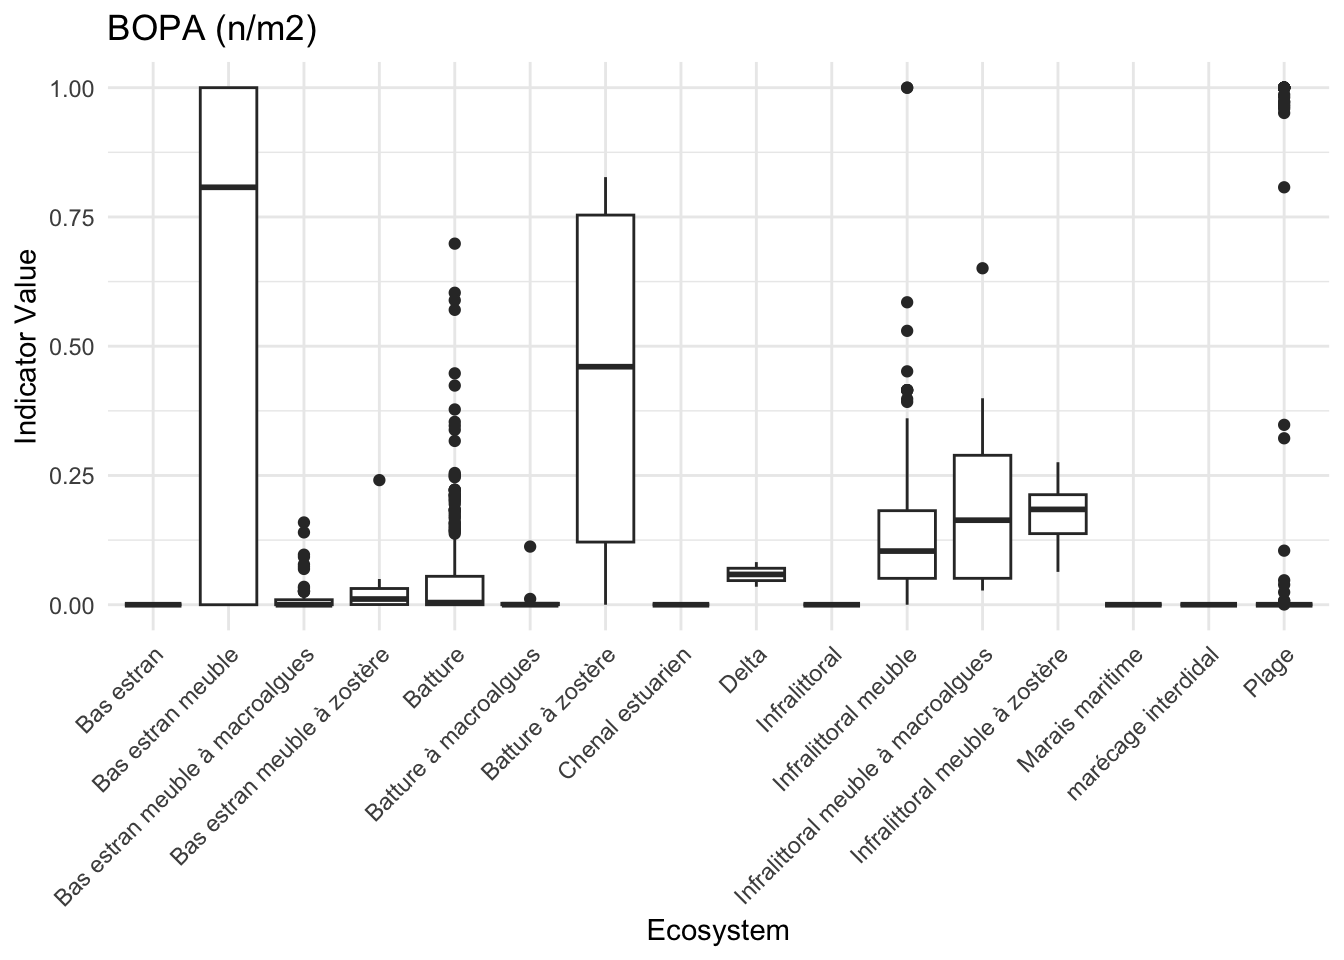 BOPA (n/m2)
Indicator Value
1.00
0.75
0.50
0.25
0.00
Bas estran
Bas estran meuble
Bas estran meuble à macroalgues
Bas estran meuble à zostère
Batture
Batture à macroalgues
Batture à zostère
Chenal estuarien
Delta
Infralittoral
Infralittoral meuble
Infralittoral meuble à macroalgues
Infralittoral meuble à zostère
Marais maritime
marécage interdidal
Plage
Ecosystem